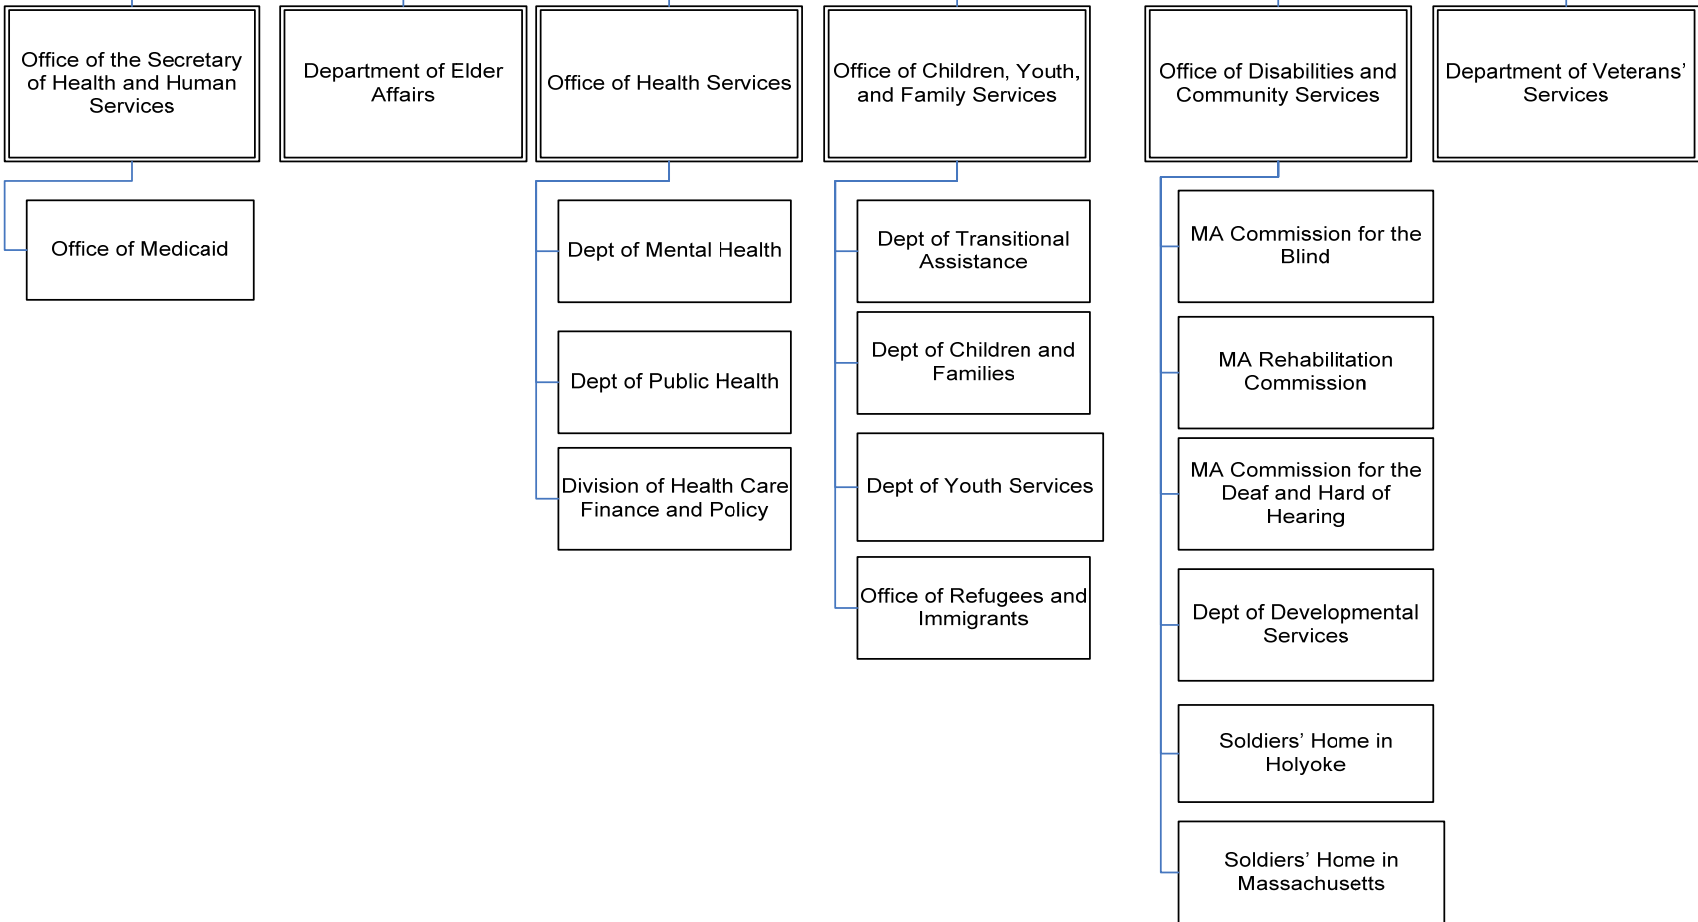 Office of the Secretary
of Health and Human
Services
Department of Elder
Affairs
Office of Health Services
Office of Children, Youth,
and Family Services
Office of Disabilities and
Community Services
Department of Veterans’
Services
Office of Medicaid
Dept of Mental Health
Dept of Public Health
Division of Health Care
Finance and Policy
Dept of Transitional
Assistance
Dept of Children and
Families
Dept of Youth Services
Office of Refugees and
Immigrants
MA Commission for the
Blind
MA Rehabilitation
Commission
MA Commission for the
Deaf and Hard of
Hearing
Dept of Developmental
Services
Soldiers’ Home in
Holyoke
Soldiers’ Home in
Massachusetts